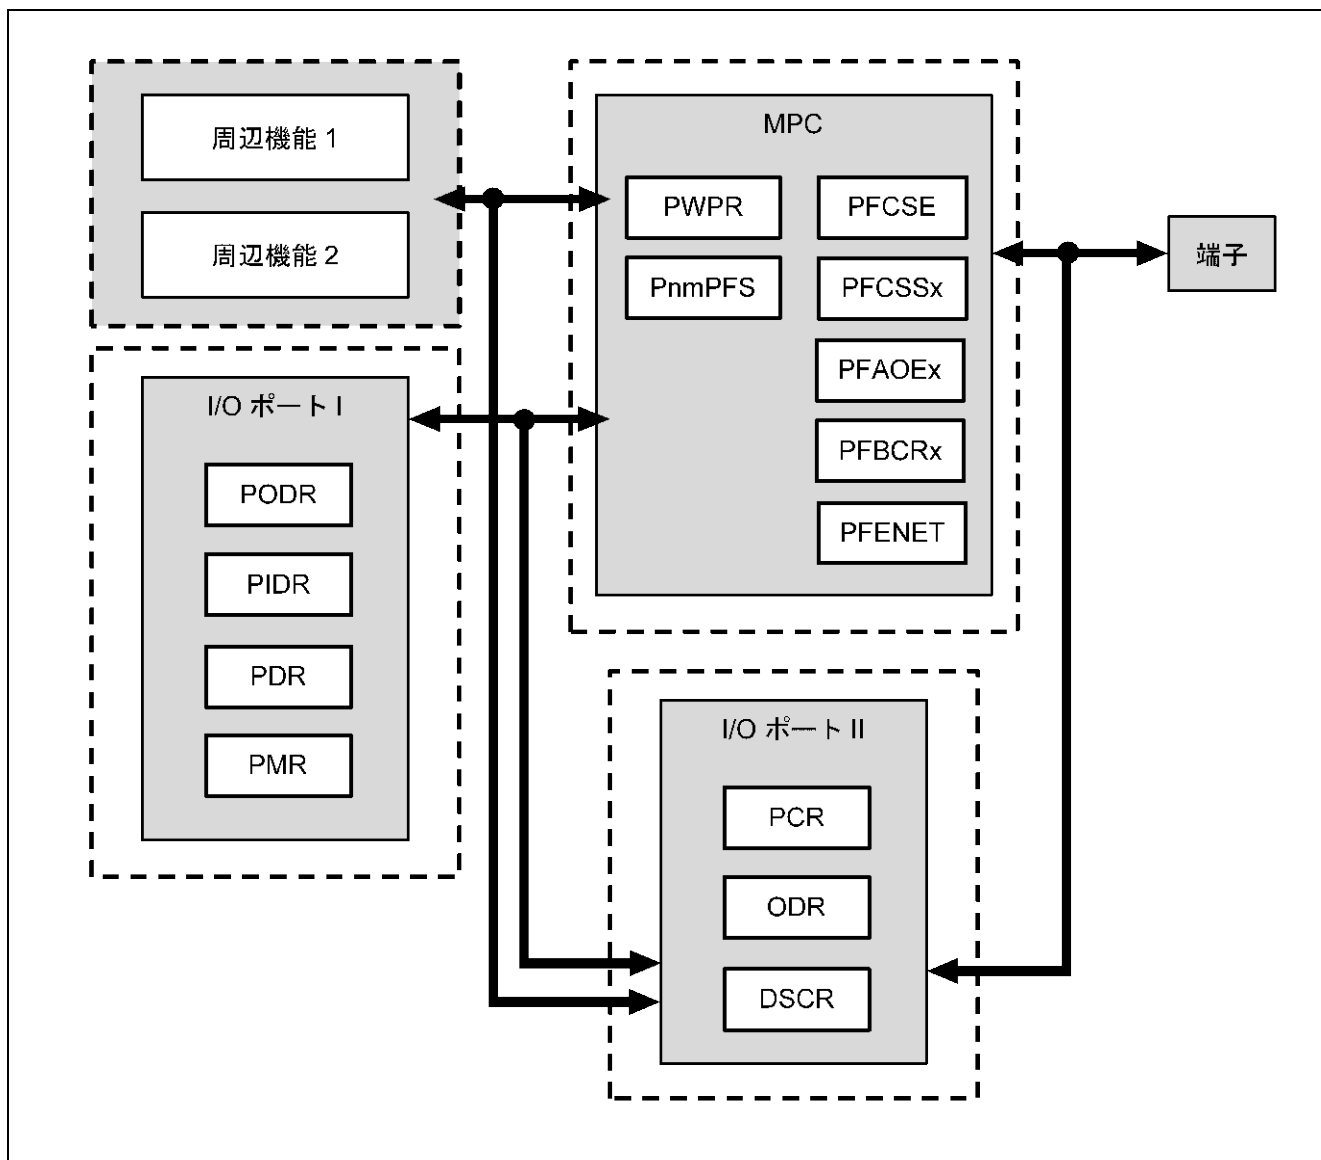 周辺機能 1
周辺機能 2
I/O ポート I
PODR
PIDR
PDR
PMR
MPC
PWPR
PFCSE
PnmPFS
PFCSSx
PFAOEx
PFBCRx
PFENET
端子
I/O ポート II
PCR
ODR
DSCR